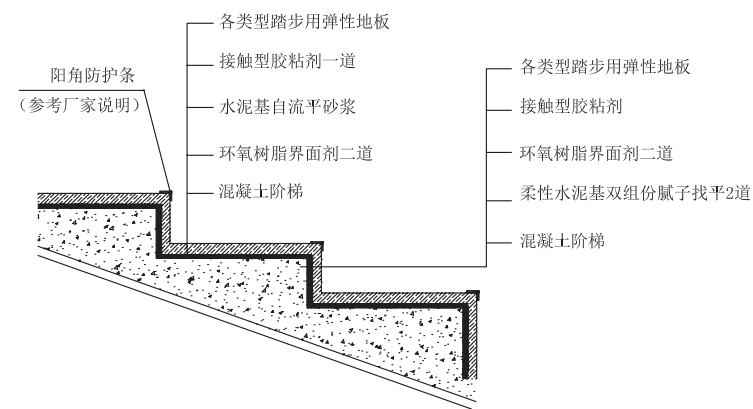 各类型踏步用弹性地板
接触型胶粘剂一道
水泥基自流平砂浆
环氧树脂界面剂二道
混凝土阶梯
阳角防护条
（参考厂家说明）
各类型踏步用弹性地板
接触型胶粘剂
环氧树脂界面剂二道
柔性水泥基双组份腻子找平2道
混凝土阶梯